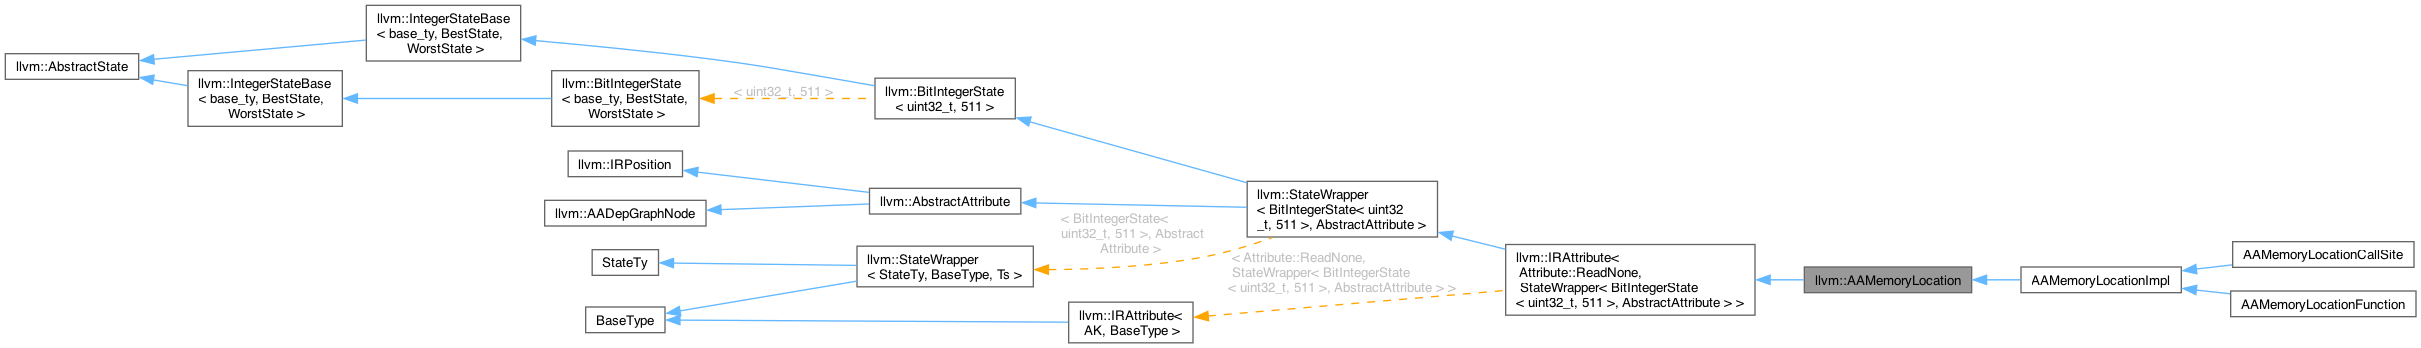 llvm::AbstractState
llvm::IntegerStateBase
< base_ty, BestState,
WorstState >
llvm::IntegerStateBase
< base_ty, BestState,
WorstState >
llvm::BitIntegerState
< base_ty, BestState,
WorstState >
< uint32_t, 511 >
llvm::BitIntegerState
< uint32_t, 511 >
llvm::IRPosition
llvm::AADepGraphNode
llvm::AbstractAttribute
StateTy
BaseType
llvm::StateWrapper
< StateTy, BaseType, Ts >
< BitIntegerState<
uint32_t, 511 >, Abstract
Attribute >
llvm::IRAttribute<
AK, BaseType >
llvm::StateWrapper
< BitIntegerState< uint32
_t, 511 >, AbstractAttribute >
< Attribute::ReadNone,
StateWrapper< BitIntegerState
< uint32_t, 511 >, AbstractAttribute > >
llvm::IRAttribute<
Attribute::ReadNone,
StateWrapper< BitIntegerState
< uint32_t, 511 >, AbstractAttribute > >
llvm::AAMemoryLocation
AAMemoryLocationImpl
AAMemoryLocationCallSite
AAMemoryLocationFunction